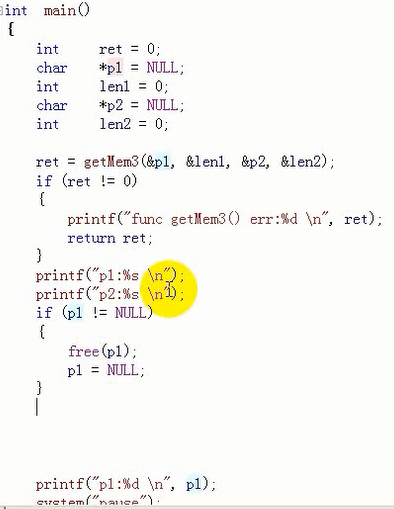 int main()
{
int ret = 0;
char *p1 = NULL;
int len1 = 0;
char *p2 = NULL;
int len2 = 0;
ret = getMem3(&p1, &len1, &p2, &len2);
if (ret != 0)
{
printf("func getMem3() err:%d \n", ret);
return ret;
}
printf("p1:%s \n");
printf("p2:%s \n");
if (p1 != NULL)
{
free(p1);
p1 = NULL;
}
printf("p1:%d \n", p1);
system("pause");